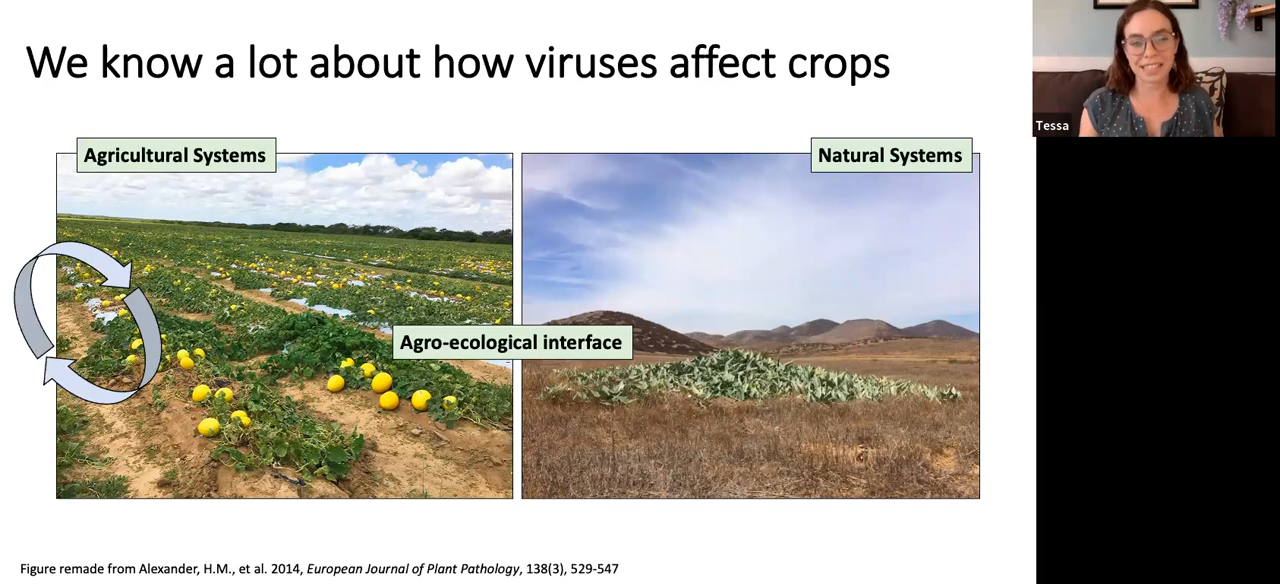 We know a lot about how viruses affect crops
Tessa
Agricultural Systems
Natural Systems
Agro-ecological interface
Figure remade from Alexander, H.M., et al. 2014, European Journal of Plant Pathology, 138(3), 529-547